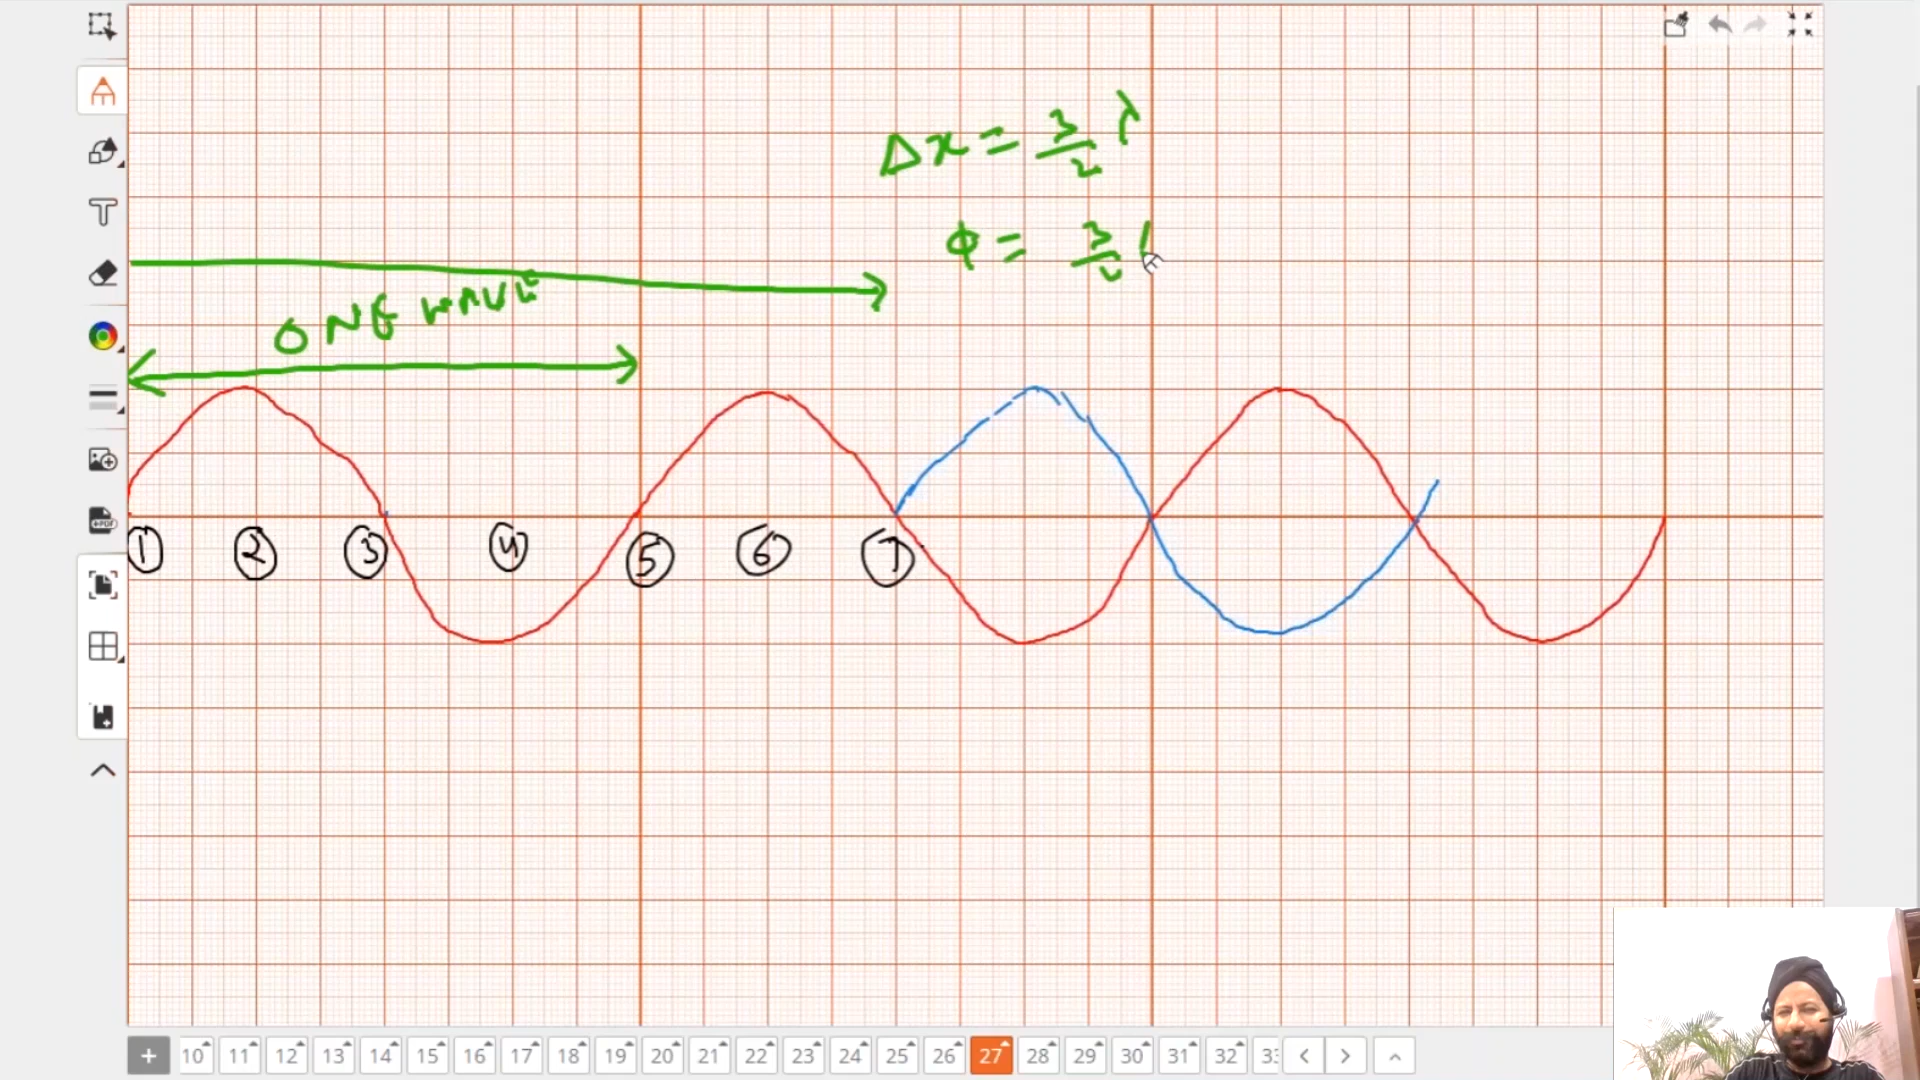 Δx = 3/2 λ
φ = 3/2
ONE WAVE
① ② ③ ④ ⑤ ⑥ ⑦
T
+PDF
+ 10 11 12 13 14 15 16 17 18 19 20 21 22 23 24 25 26 27 28 29 30 31 32 < >